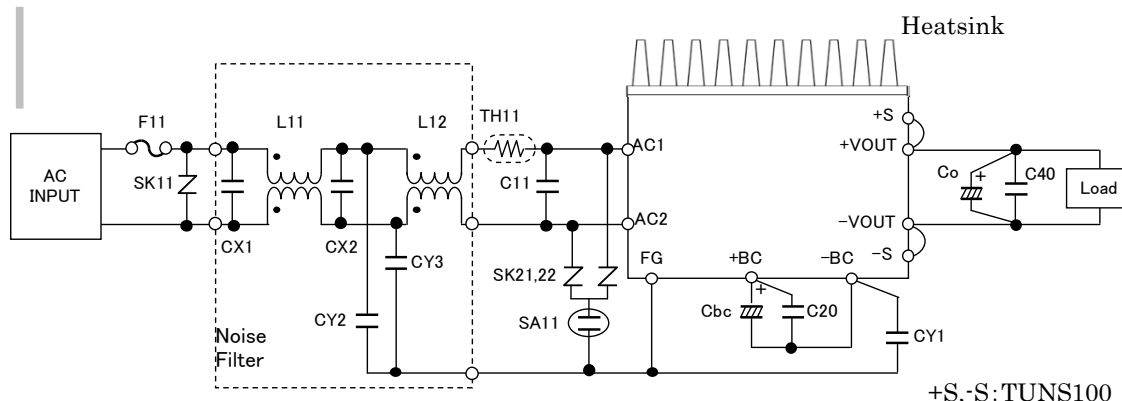 Heatsink
F11
L11
L12
TH11
+S
AC1
+VOUT
AC
INPUT
SK11
C11
Co
+
C40
Load
AC2
-VOUT
CX1
CX2
CY3
SK21,22
FG
+BC
-BC
-S
+
Cbc
C20
Noise
Filter
CY2
SA11
CY1
+S,-S:TUNS100